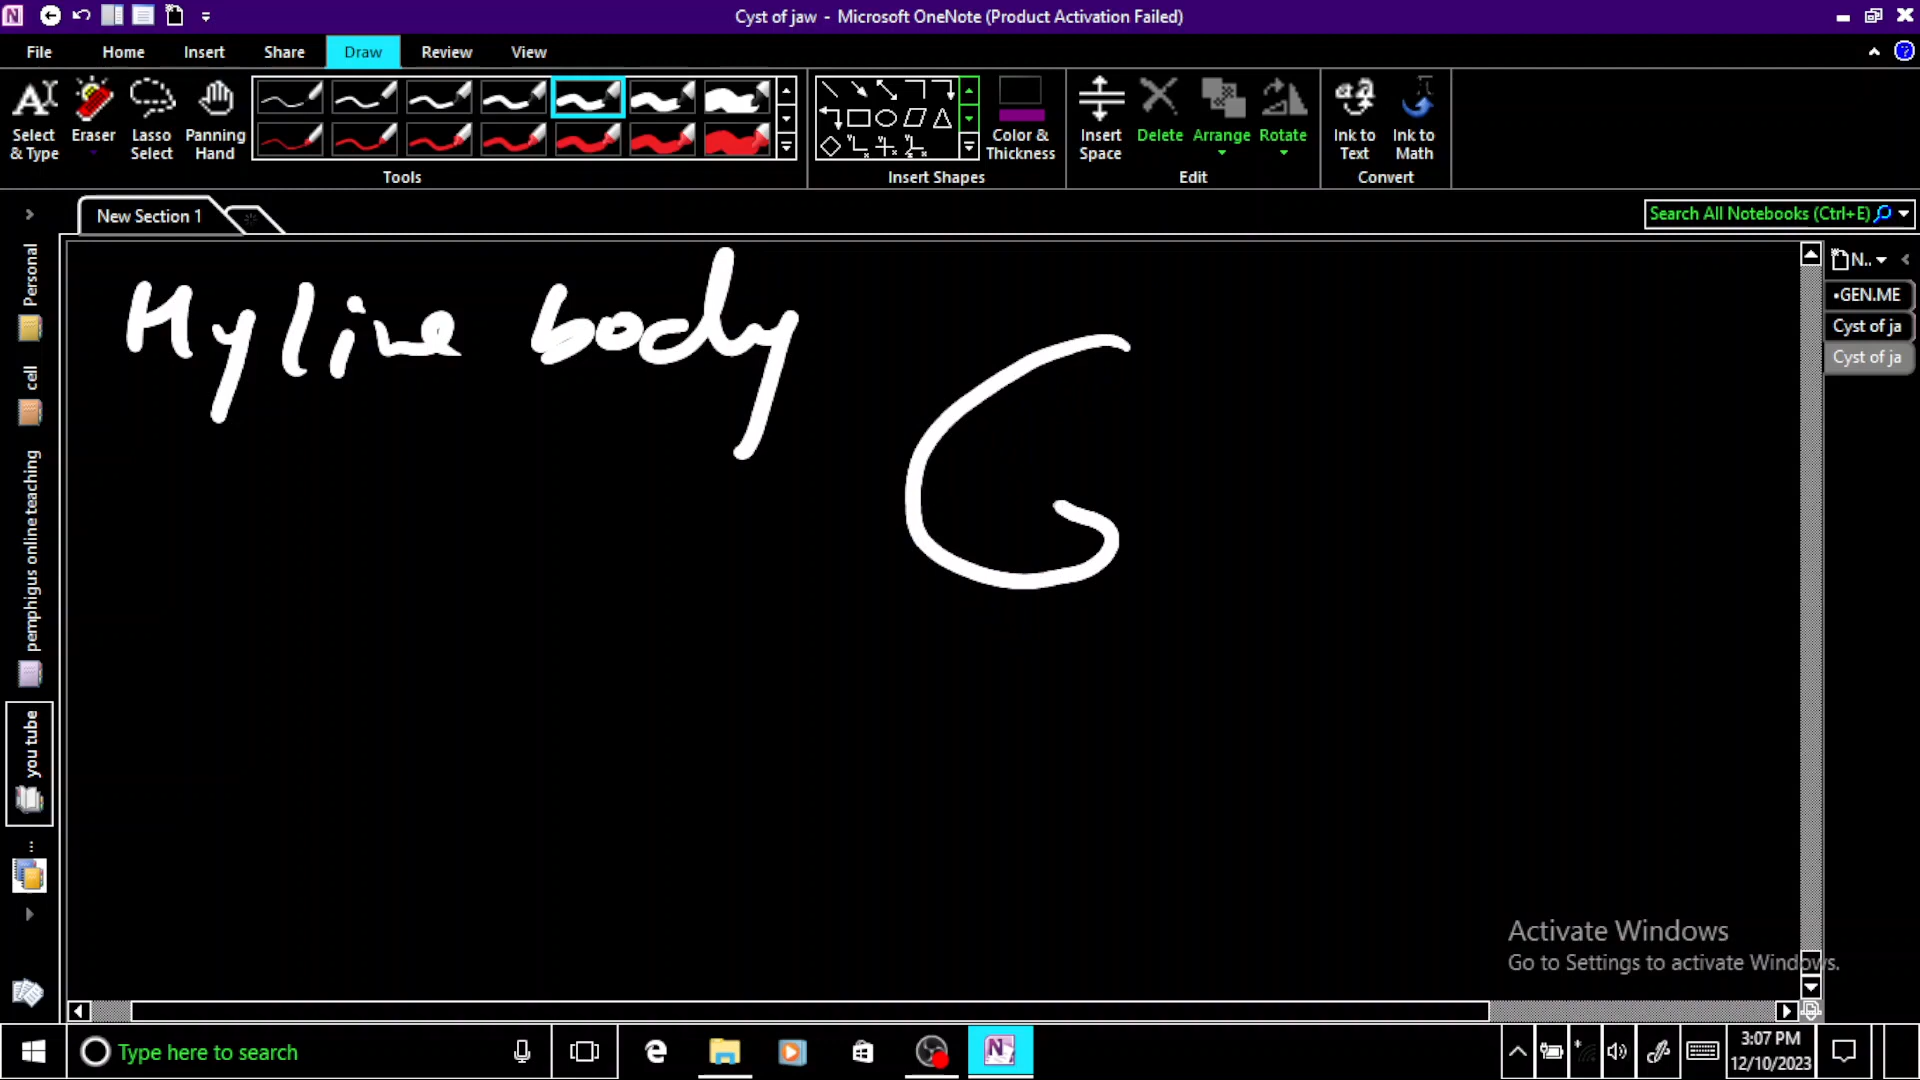 Cyst of jaw - Microsoft OneNote (Product Activation Failed)
File Home Insert Share Draw Review View
Select & Type
Eraser
Lasso Select
Panning Hand
Tools
Insert Shapes
Color & Thickness
Insert Space
Delete
Arrange
Rotate
Edit
Ink to Text
Ink to Math
Convert
New Section 1
Search All Notebooks (Ctrl+E)
Personal
cell
pemphigus online teaching
you tube
N..
•GEN.ME
Cyst of ja
Cyst of ja
Hyline body
Activate Windows
Go to Settings to activate Windows.
Type here to search
3:07 PM
12/10/2023